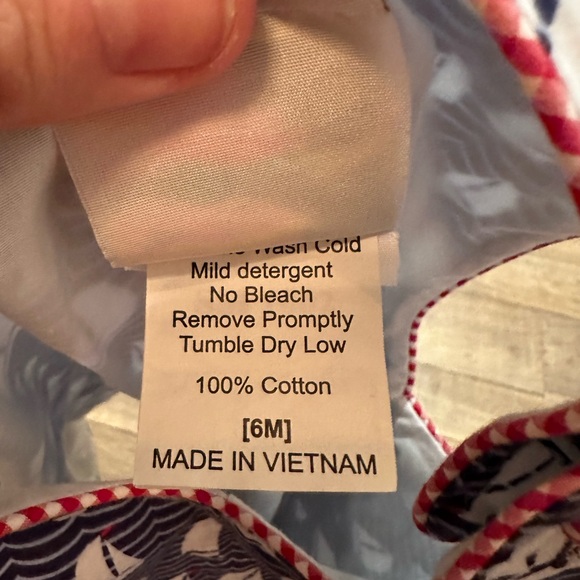 Wash Cold
Mild detergent
No Bleach
Remove Promptly
Tumble Dry Low
100% Cotton
[6M]
MADE IN VIETNAM